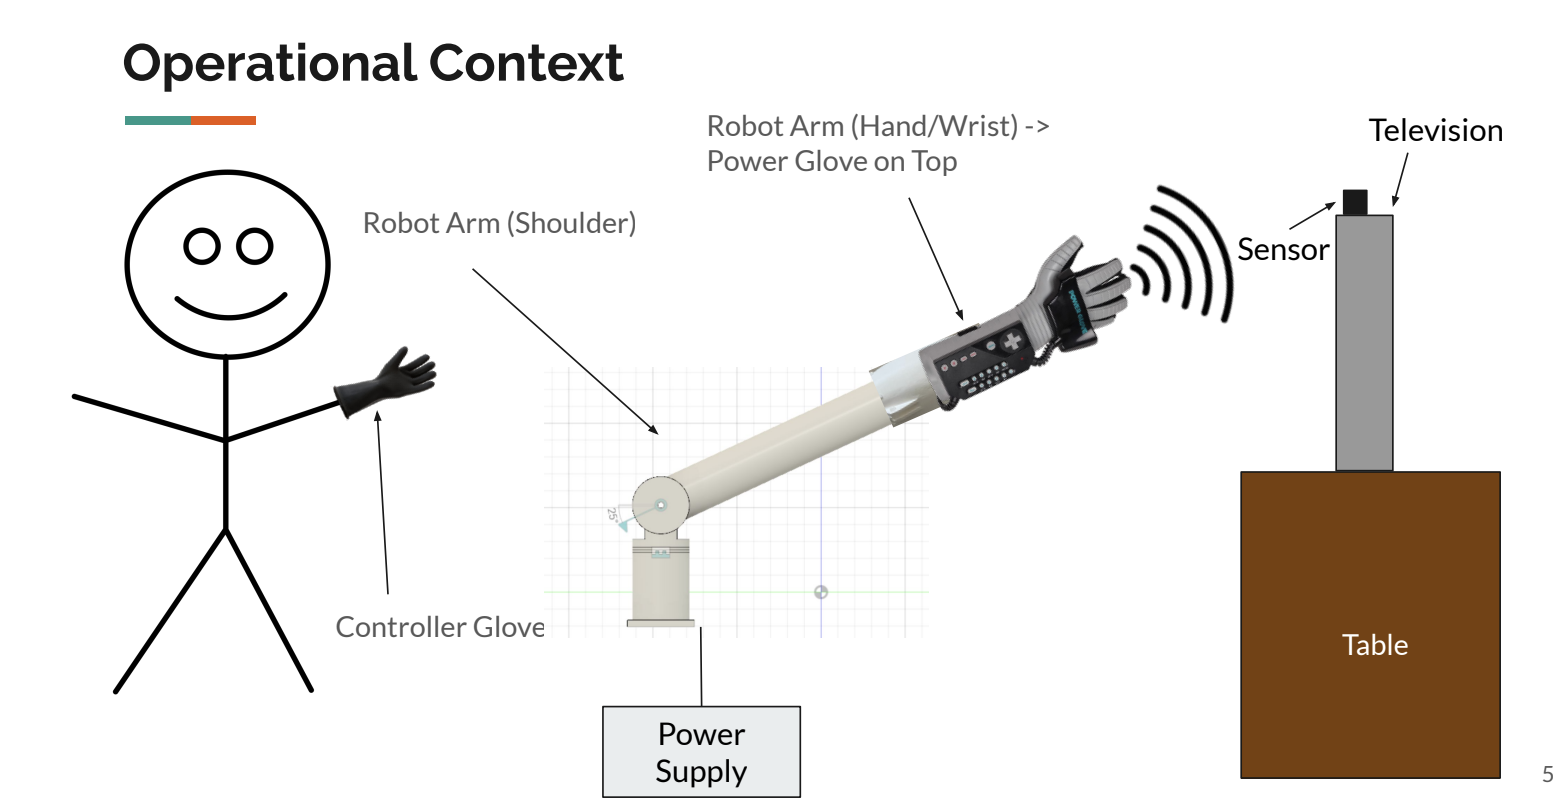 Operational Context
Robot Arm (Hand/Wrist) ->
Power Glove on Top
Television
Robot Arm (Shoulder)
Sensor
25°
Controller Glove
Table
Power
Supply
5